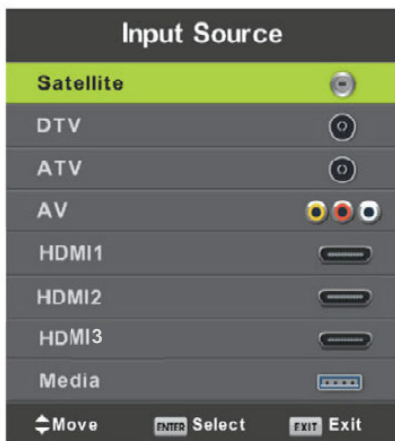 Input Source
Satellite
DTV
ATV
AV
HDMI1
HDMI2
HDMI3
Media
Move ENTER Select EXIT Exit